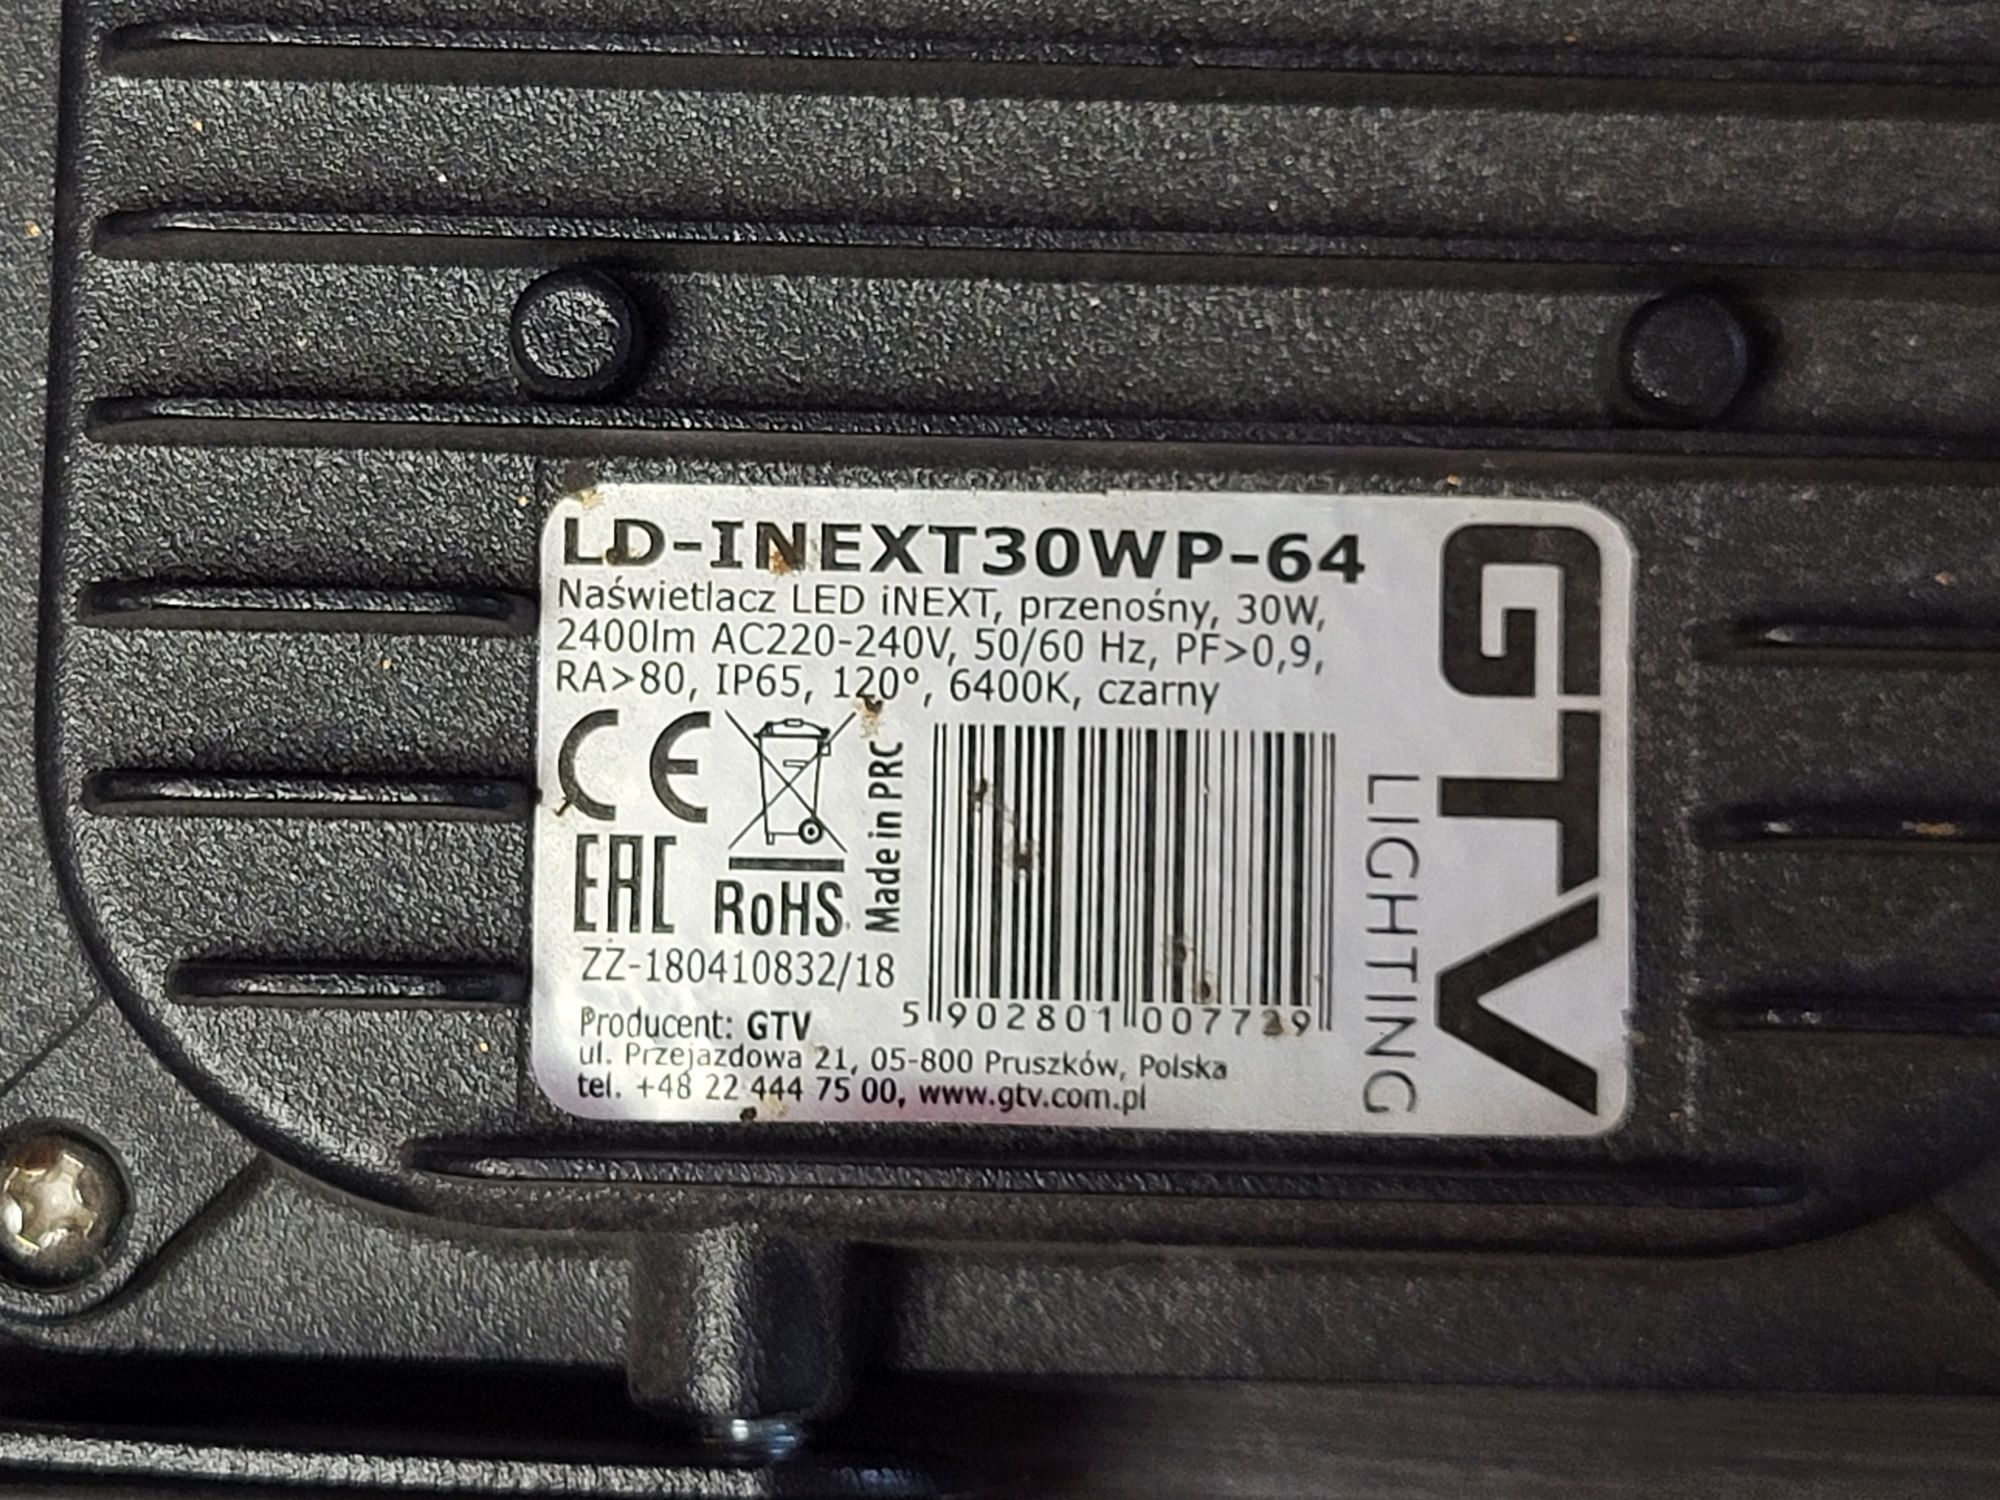 LD-INEXT30WP-64
Naświetlacz LED iNEXT, przenośny, 30W,
2400lm AC220-240V, 50/60 Hz, PF>0,9,
RA>80, IP65, 120°, 6400K, czarny
CE
EAC
RoHS
Made in PRC
ZZ-180410832/18
5 902801 007729
Producent: GTV
ul. Przejazdowa 21, 05-800 Pruszków, Polska
tel. +48 22 444 75 00, www.gtv.com.pl
GTV
LIGHTING